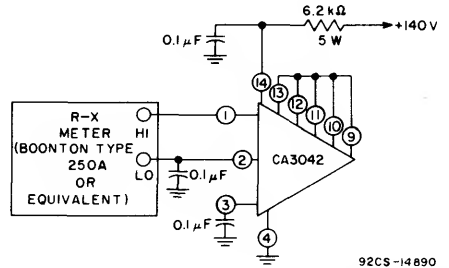 6.2 kΩ
5 W
+140 V
0.1 μF
14
13
12
11
10
9
R-X
METER
(BOONTON TYPE
250A
OR
EQUIVALENT)
HI
LO
1
2
CA3042
0.1 μF
3
0.1 μF
4
92CS-14890